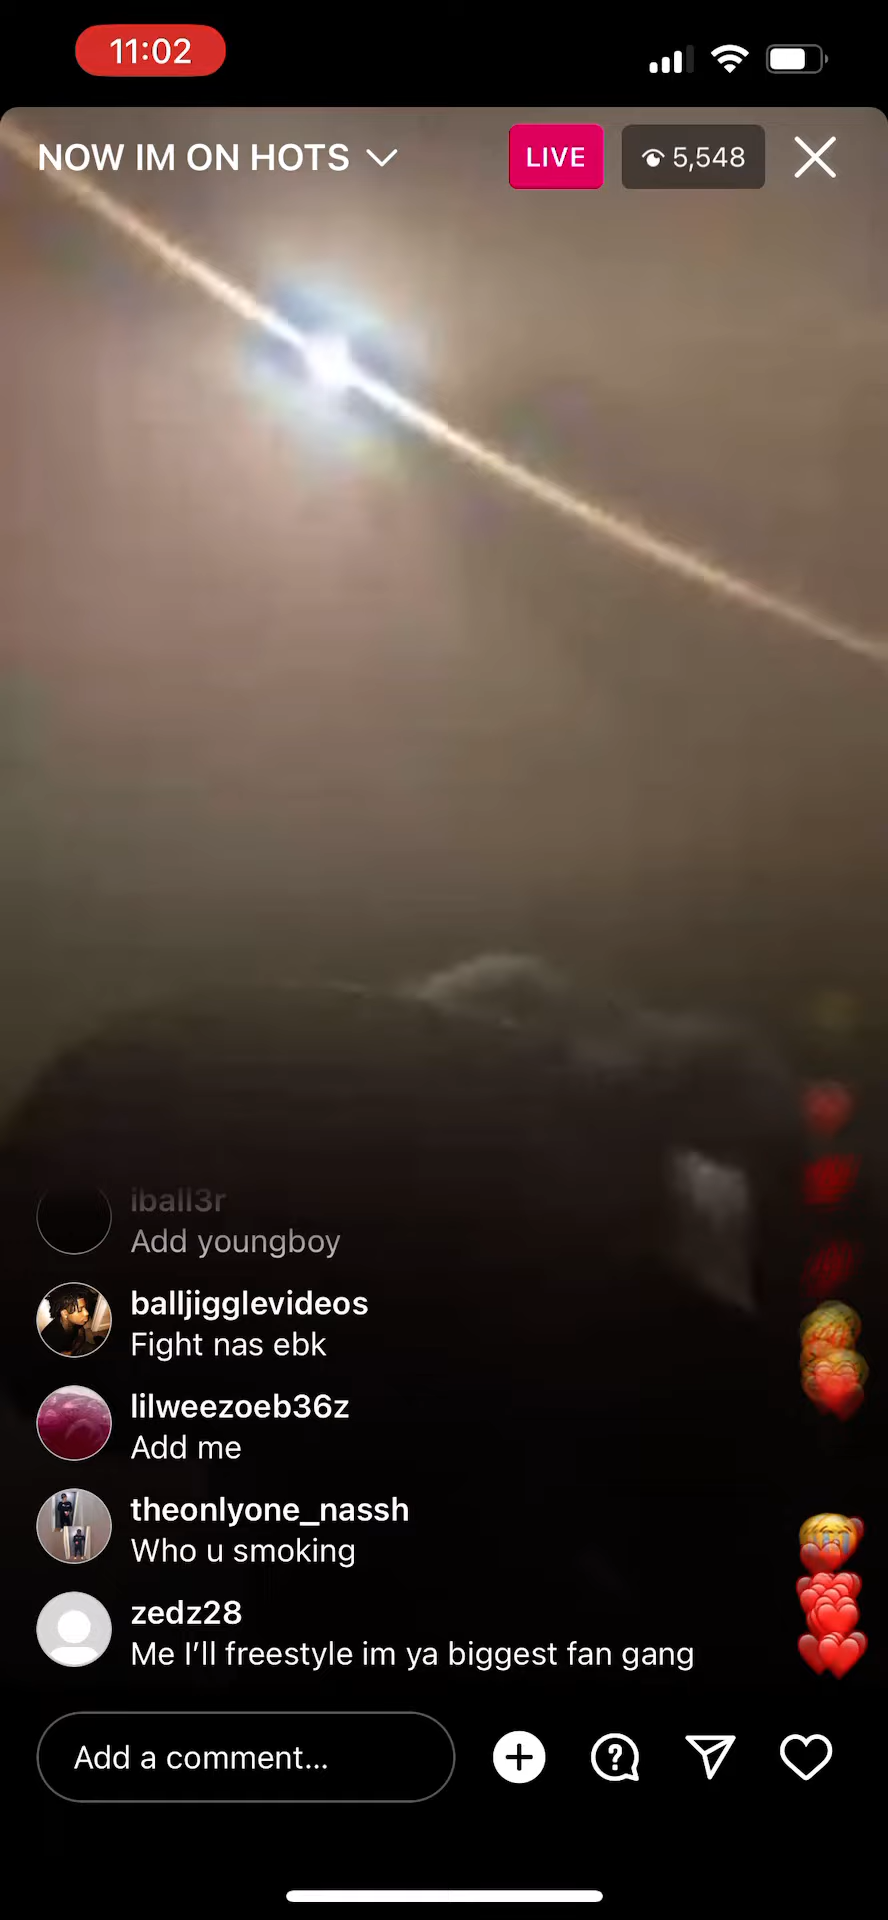 11:02
NOW IM ON HOTS
LIVE
5,548
iball3r
Add youngboy
balljigglevideos
Fight nas ebk
lilweezoeb36z
Add me
theonlyone_nassh
Who u smoking
zedz28
Me I’ll freestyle im ya biggest fan gang
Add a comment...